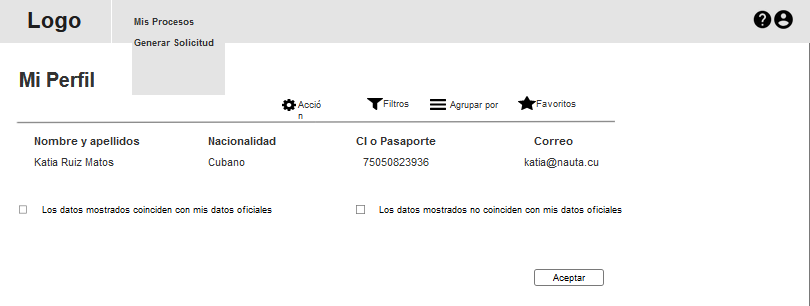 Logo
Mis Procesos
Generar Solicitud
Mi Perfil
Acció
n
Filtros
Agrupar por
Favoritos
Nombre y apellidos Nacionalidad CI o Pasaporte Correo
Katia Ruiz Matos Cubano 75050823936 katia@nauta.cu
Los datos mostrados coinciden con mis datos oficiales Los datos mostrados no coinciden con mis datos oficiales
Aceptar